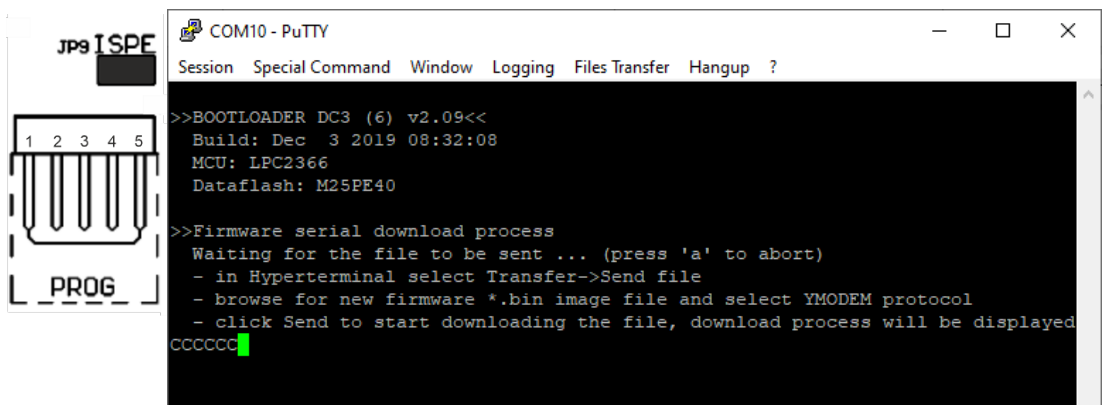 JP9 ISPE
1 2 3 4 5
PROG
COM10 - PuTTY
Session Special Command Window Logging Files Transfer Hangup ?
>>BOOTLOADER DC3 (6) v2.09<<
Build: Dec  3 2019 08:32:08
MCU: LPC2366
Dataflash: M25PE40
>>Firmware serial download process
Waiting for the file to be sent ... (press 'a' to abort)
- in Hyperterminal select Transfer->Send file
- browse for new firmware *.bin image file and select YMODEM protocol
- click Send to start downloading the file, download process will be displayed
CCCCCC